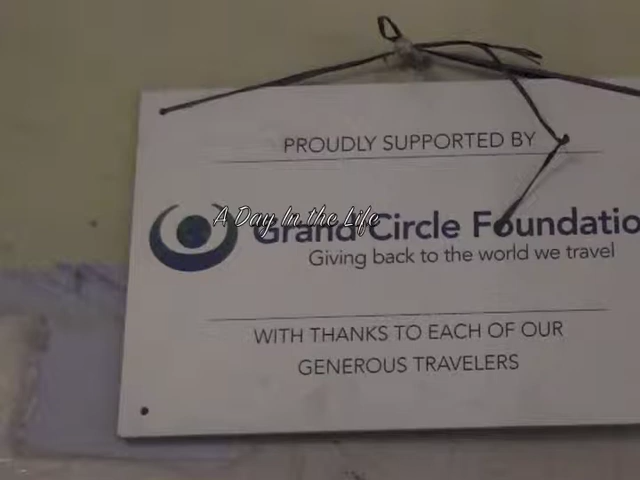 PROUDLY SUPPORTED BY
A Day In the Life
Grand Circle Foundatio
Giving back to the world we travel
WITH THANKS TO EACH OF OUR
GENEROUS TRAVELERS